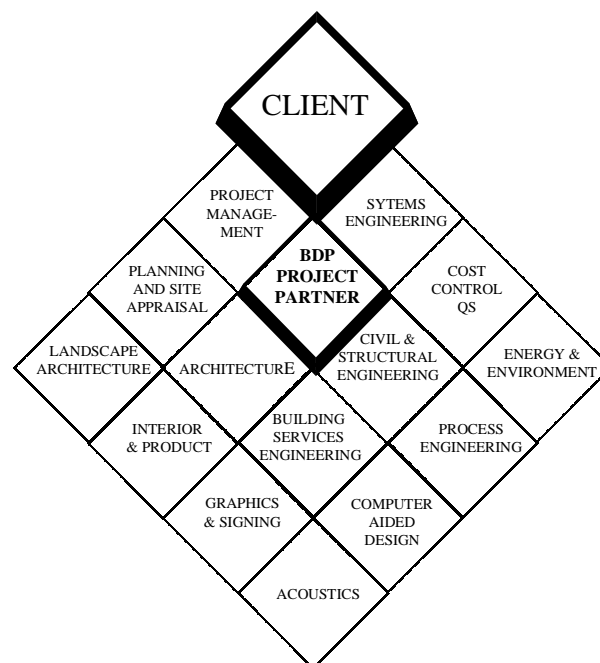 CLIENT
PROJECT
MANAGE-
MENT
SYTEMS
ENGINEERING
BDP
PROJECT
PARTNER
PLANNING
AND SITE
APPRAISAL
COST
CONTROL
QS
LANDSCAPE
ARCHITECTURE
ARCHITECTURE
CIVIL &
STRUCTURAL
ENGINEERING
ENERGY &
ENVIRONMENT
INTERIOR
& PRODUCT
BUILDING
SERVICES
ENGINEERING
PROCESS
ENGINEERING
GRAPHICS
& SIGNING
COMPUTER
AIDED
DESIGN
ACOUSTICS